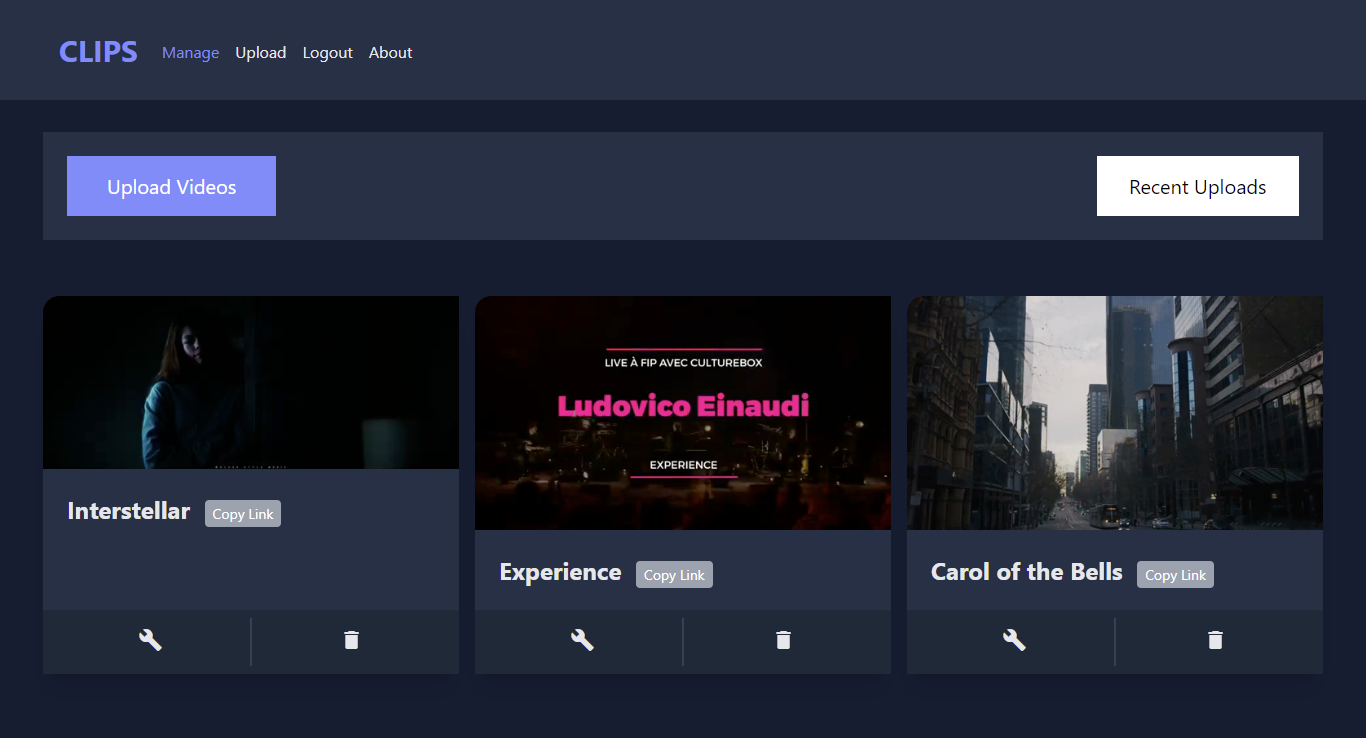 CLIPS Manage Upload Logout About
Upload Videos
Recent Uploads
LIVE À FIP AVEC CULTUREBOX
Ludovico Einaudi
EXPERIENCE
Interstellar Copy Link
Experience Copy Link
Carol of the Bells Copy Link